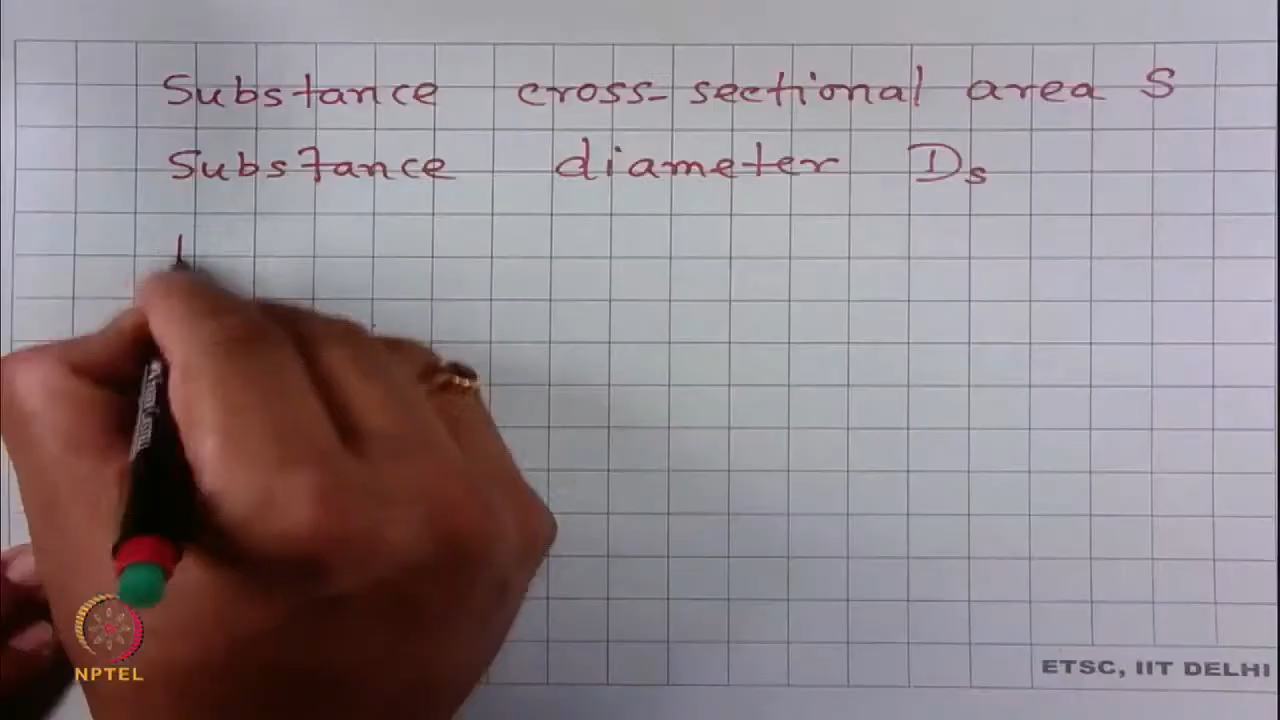 Substance cross-sectional area S
Substance diameter Ds
NPTEL
ETSC, IIT DELHI